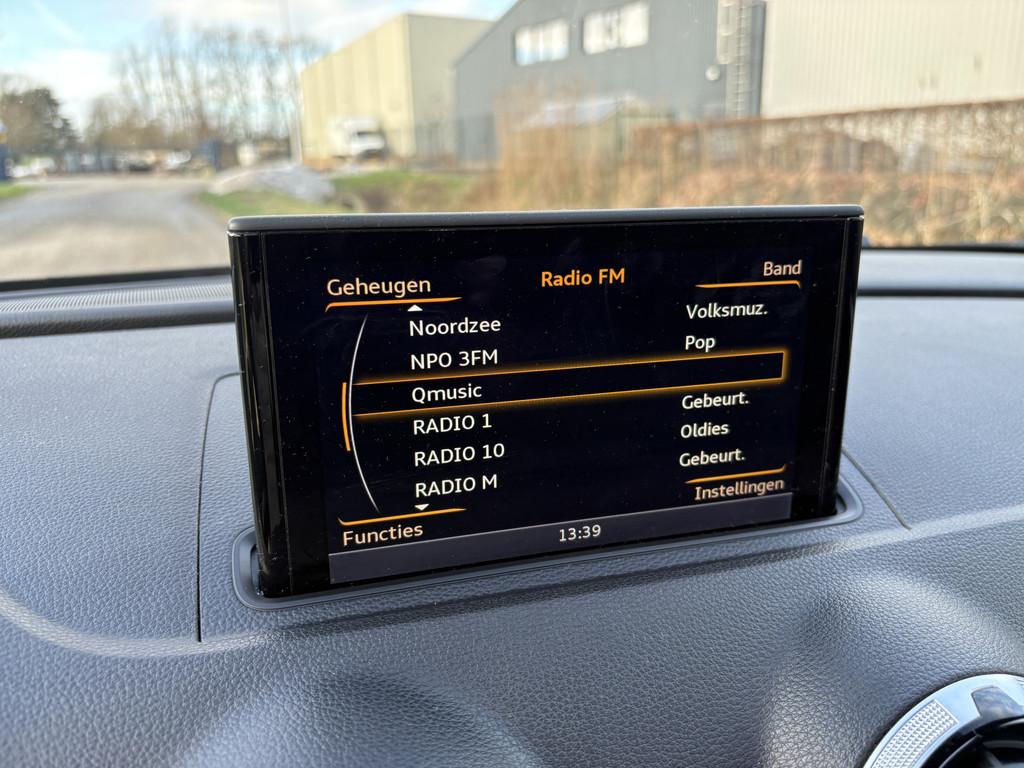 Geheugen Radio FM Band
Noordzee Volksmuz.
NPO 3FM Pop
Qmusic
RADIO 1 Gebeurt.
RADIO 10 Oldies
RADIO M Gebeurt.
Functies 13:39 Instellingen